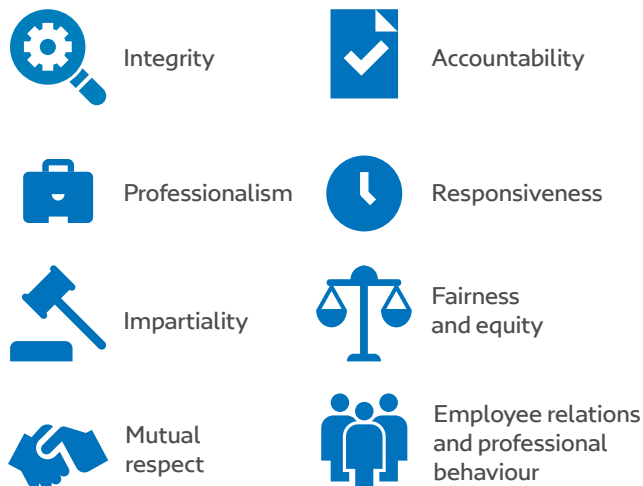 Integrity
Accountability
Professionalism
Responsiveness
Impartiality
Fairness
and equity
Mutual
respect
Employee relations
and professional
behaviour